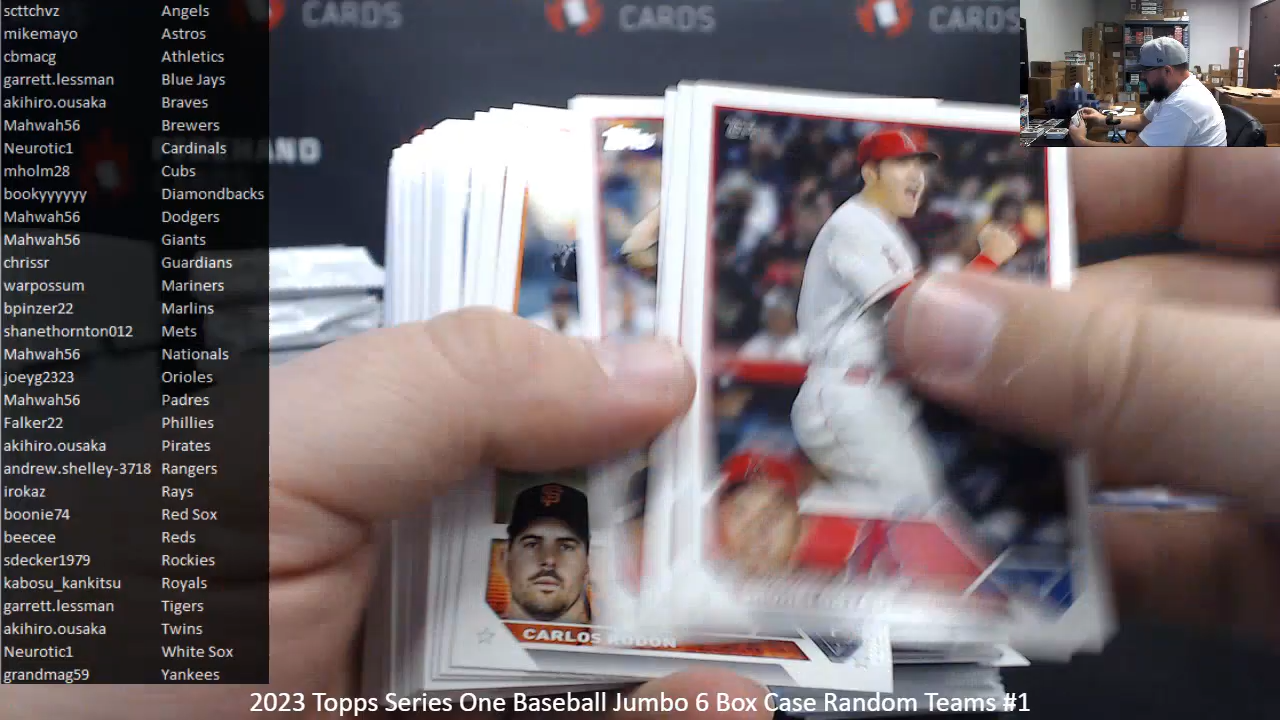 scttchvz Angels
mikemayo Astros
cbmacg Athletics
garrett.lessman Blue Jays
akihiro.ousaka Braves
Mahwah56 Brewers
Neurotic1 Cardinals
mholm28 Cubs
bookyyyyyy Diamondbacks
Mahwah56 Dodgers
Mahwah56 Giants
chrissr Guardians
warpossum Mariners
bpinzer22 Marlins
shanethornton012 Mets
Mahwah56 Nationals
joeyg2323 Orioles
Mahwah56 Padres
Falker22 Phillies
akihiro.ousaka Pirates
andrew.shelley-3718 Rangers
irokaz Rays
boonie74 Red Sox
beecee Reds
sdecker1979 Rockies
kabosu_kankitsu Royals
garrett.lessman Tigers
akihiro.ousaka Twins
Neurotic1 White Sox
grandmag59 Yankees
CARDS CARDS CARDS
Topps Topps
CARLOS RODÓN
2023 Topps Series One Baseball Jumbo 6 Box Case Random Teams #1